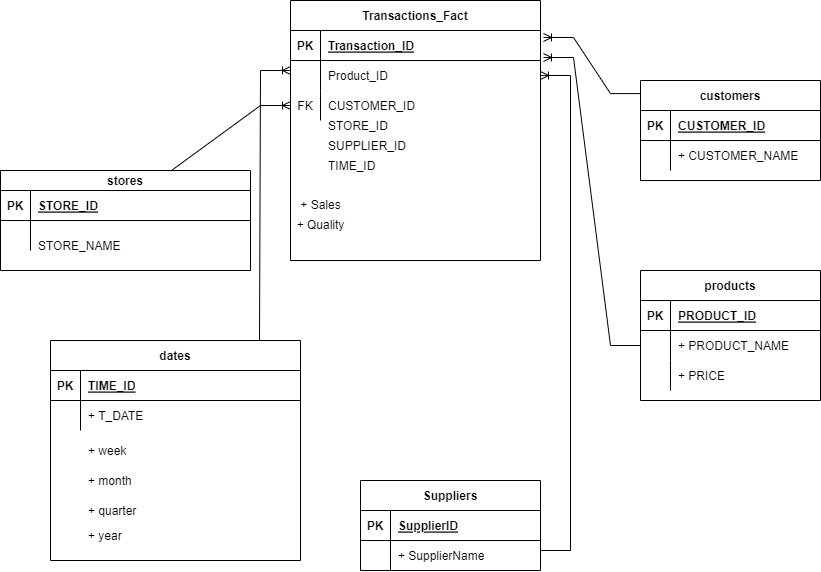 Transactions_Fact
PK Transaction_ID
Product_ID
FK CUSTOMER_ID
STORE_ID
SUPPLIER_ID
TIME_ID
+ Sales
+ Quality
customers
PK CUSTOMER_ID
+ CUSTOMER_NAME
stores
PK STORE_ID
STORE_NAME
products
PK PRODUCT_ID
+ PRODUCT_NAME
+ PRICE
dates
PK TIME_ID
+ T_DATE
+ week
+ month
+ quarter
+ year
Suppliers
PK SupplierID
+ SupplierName